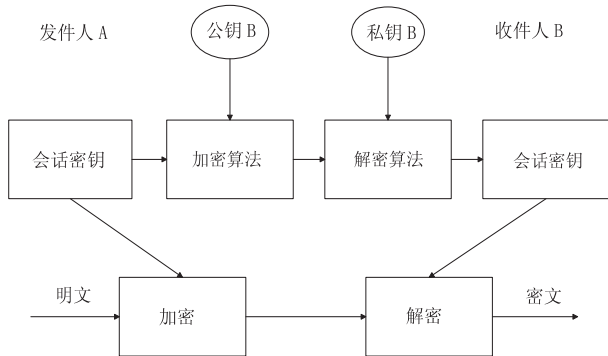 发件人 A
公钥 B
私钥 B
收件人 B
会话密钥
加密算法
解密算法
会话密钥
明文
加密
解密
密文